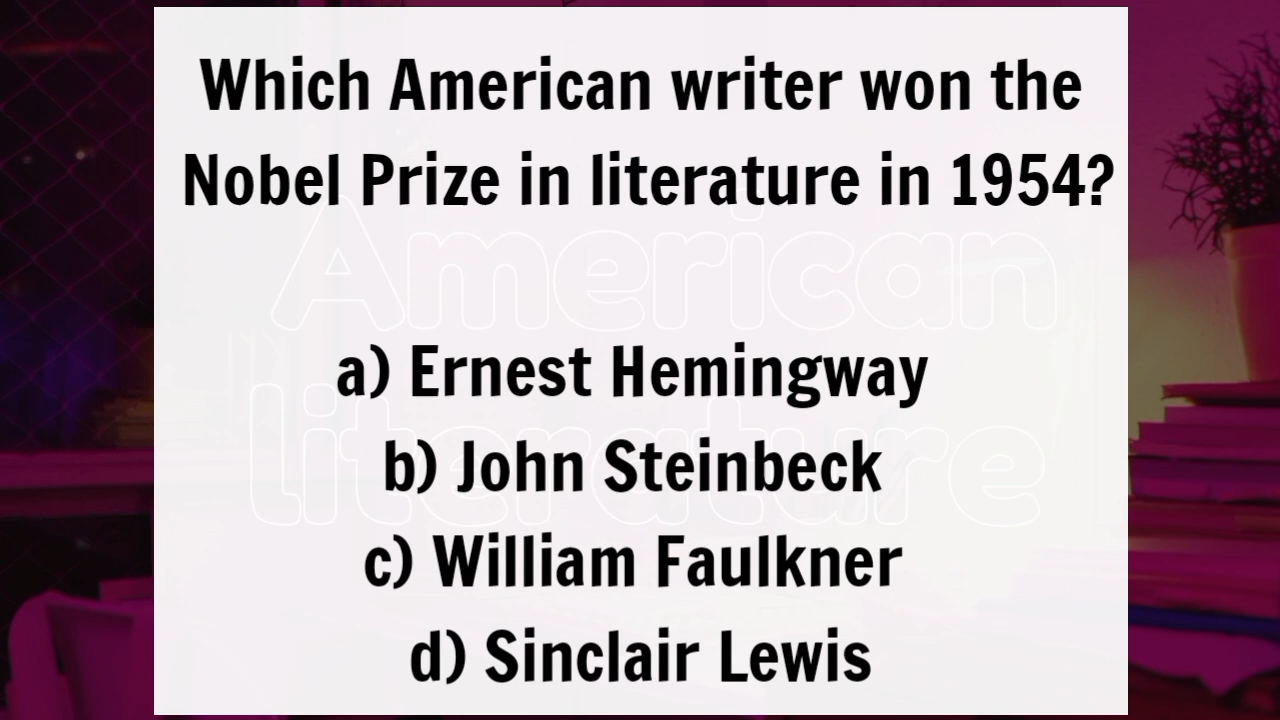 Which American writer won the
Nobel Prize in literature in 1954?
American
literature
a) Ernest Hemingway
b) John Steinbeck
c) William Faulkner
d) Sinclair Lewis